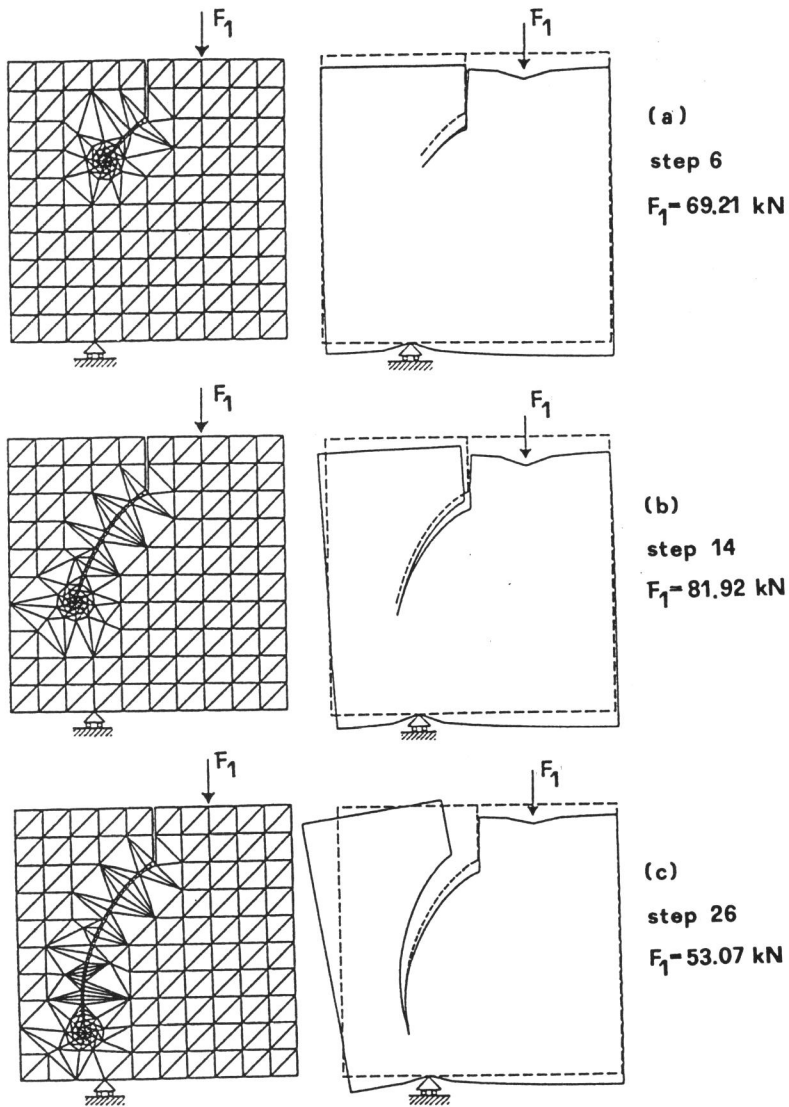 F₁
F₁
(a)
step 6
F₁=69.21 kN
F₁
F₁
(b)
step 14
F₁=81.92 kN
F₁
F₁
(c)
step 26
F₁=53.07 kN